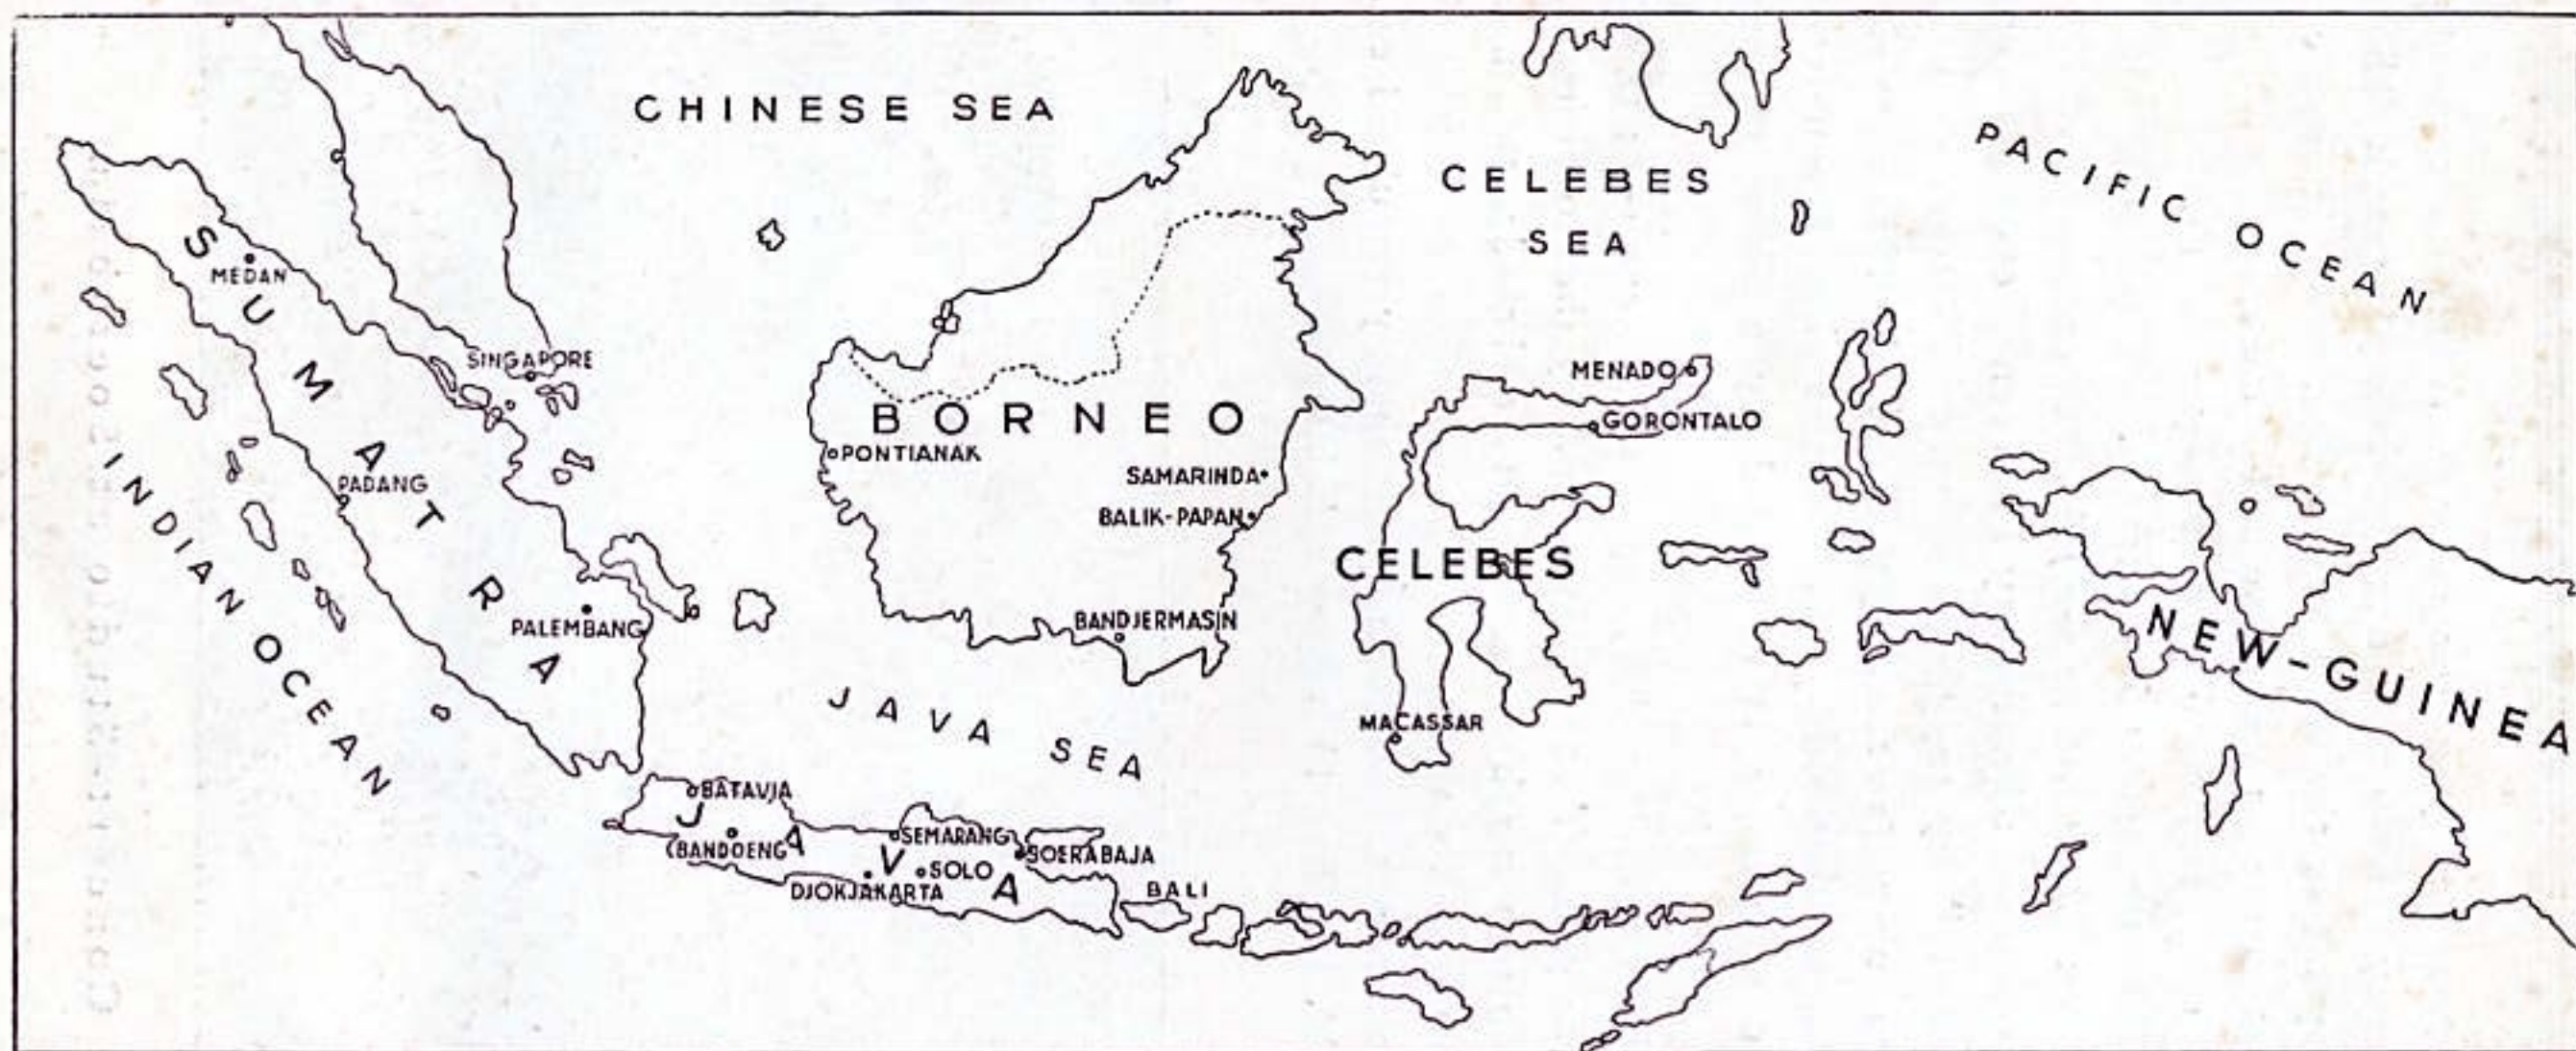 CHINESE SEA
CELEBES
SEA
PACIFIC OCEAN
SUMATRA
MEDAN
SINGAPORE
PADANG
PALEMBANG
INDIAN OCEAN
BORNEO
PONTIANAK
SAMARINDA
BALIK-PAPAN
BANDJERMASIN
MENADO
GORONTALO
CELEBES
MACASSAR
NEW-GUINEA
JAVA SEA
BATAVIA
JAVA
BANDOENG
SEMARANG
SOERABAJA
SOLO
DJOKJAKARTA
BALI